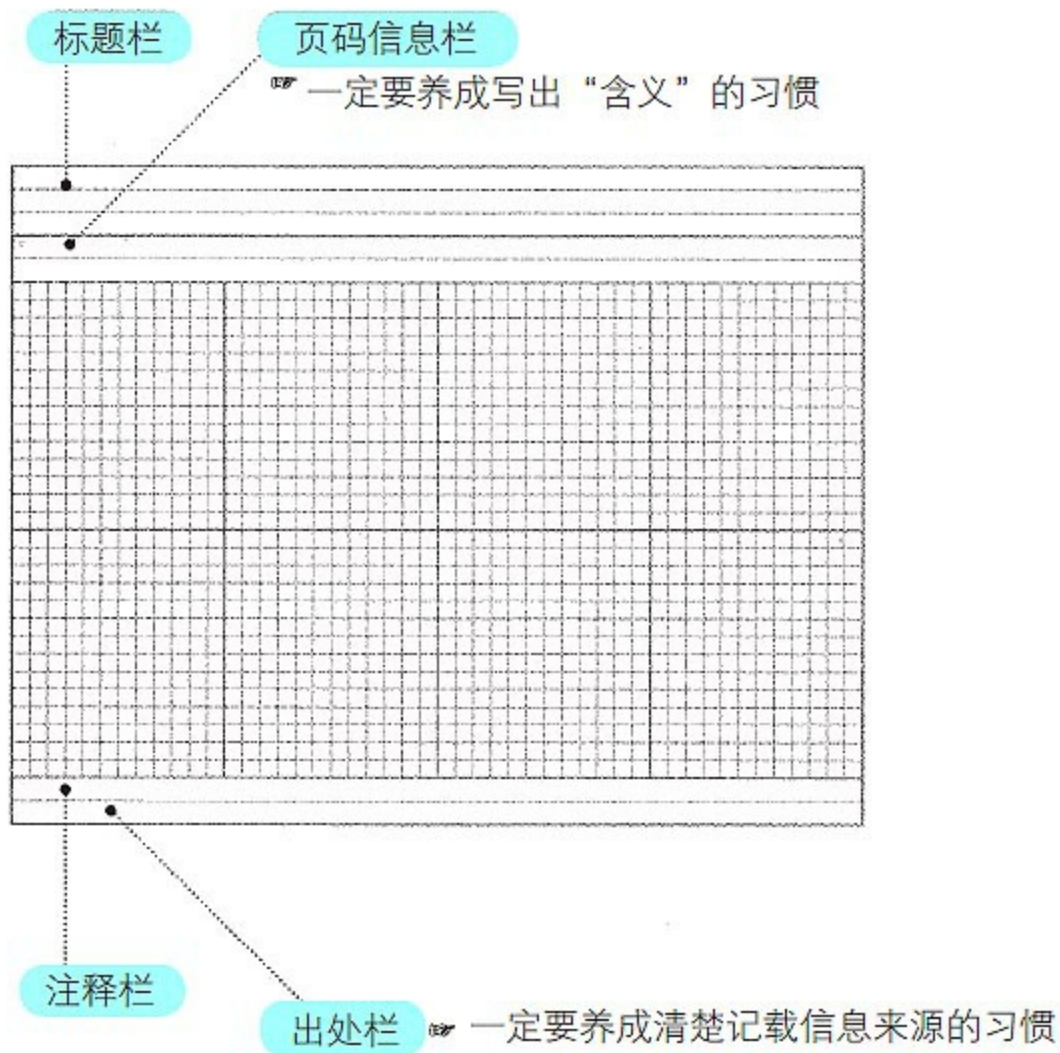 标题栏
页码信息栏
☞ 一定要养成写出“含义”的习惯
注释栏
出处栏 ☞ 一定要养成清楚记载信息来源的习惯